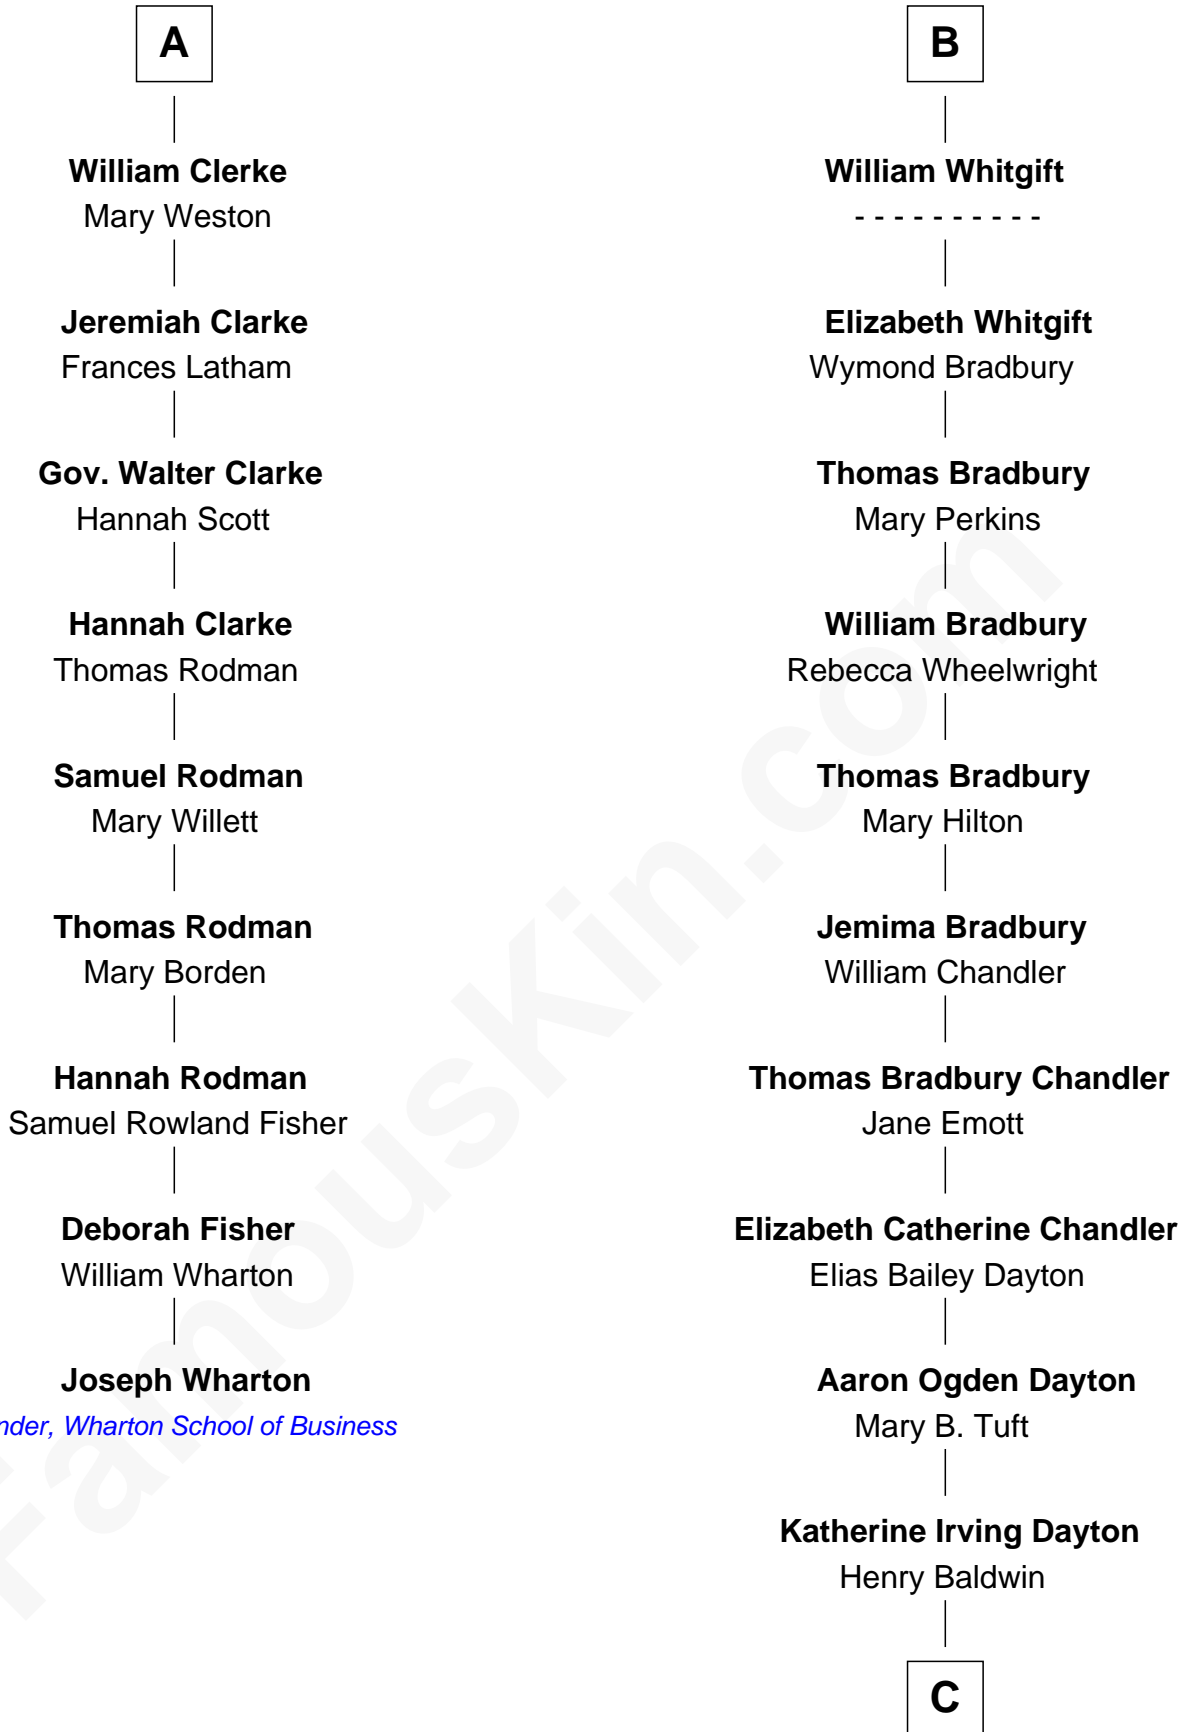 A
William Clerke
Mary Weston
Jeremiah Clarke
Frances Latham
Gov. Walter Clarke
Hannah Scott
Hannah Clarke
Thomas Rodman
Samuel Rodman
Mary Willett
Thomas Rodman
Mary Borden
Hannah Rodman
Samuel Rowland Fisher
Deborah Fisher
William Wharton
Joseph Wharton
nder, Wharton School of Business
B
William Whitgift
- - - - - - - - - -
Elizabeth Whitgift
Wymond Bradbury
Thomas Bradbury
Mary Perkins
William Bradbury
Rebecca Wheelwright
Thomas Bradbury
Mary Hilton
Jemima Bradbury
William Chandler
Thomas Bradbury Chandler
Jane Emott
Elizabeth Catherine Chandler
Elias Bailey Dayton
Aaron Ogden Dayton
Mary B. Tuft
Katherine Irving Dayton
Henry Baldwin
C
FamousKin.com